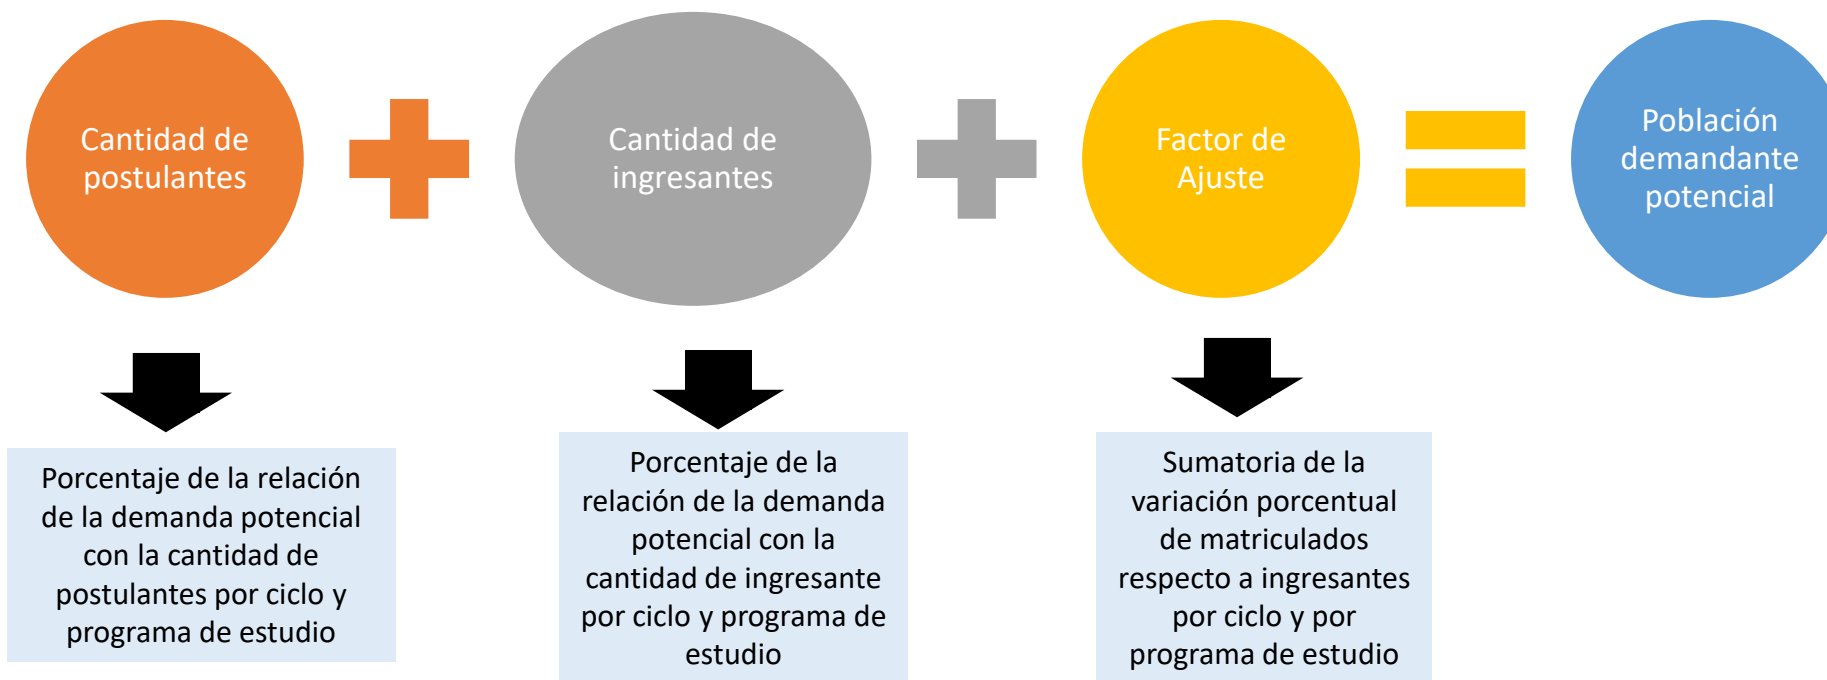 Cantidad de
postulantes
Cantidad de
ingresantes
Factor de
Ajuste
Población
demandante
potencial
Porcentaje de la relación
de la demanda potencial
con la cantidad de
postulantes por ciclo y
programa de estudio
Porcentaje de la
relación de la demanda
potencial con la
cantidad de ingresante
por ciclo y programa de
estudio
Sumatoria de la
variación porcentual
de matriculados
respecto a ingresantes
por ciclo y por
programa de estudio